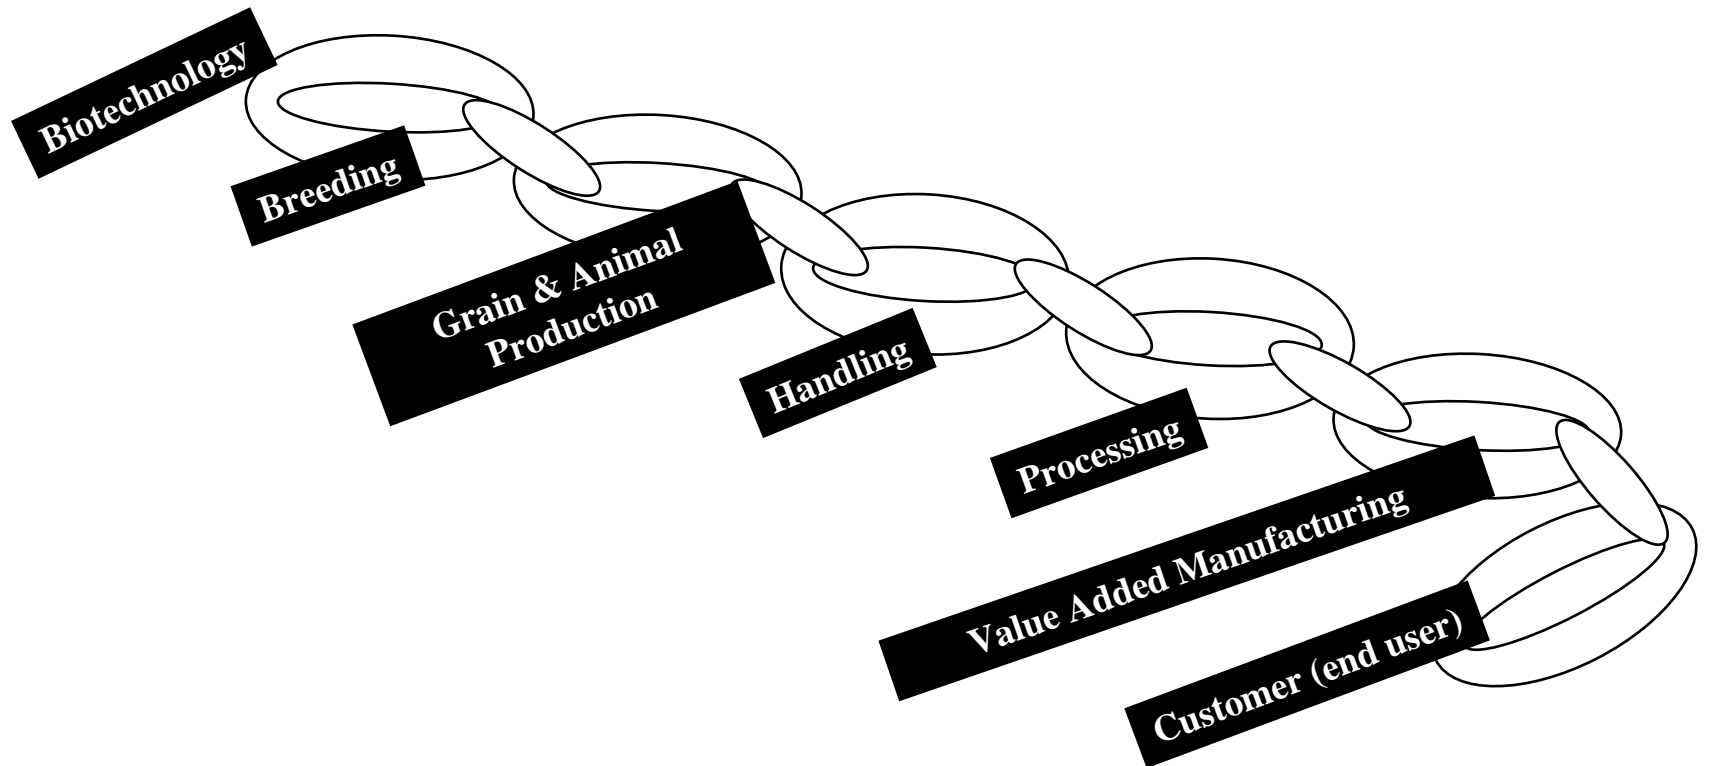 Biotechnology
Breeding
Grain & Animal
Production
Handling
Processing
Value Added Manufacturing
Customer (end user)